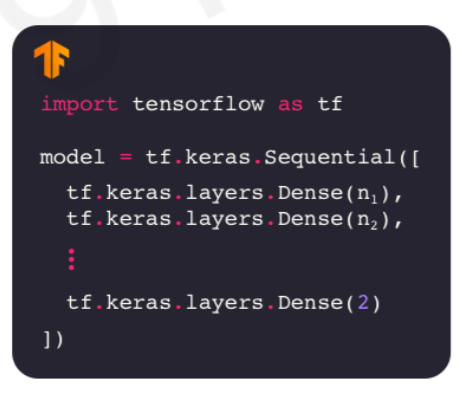 import tensorflow as tf
model = tf.keras.Sequential([
tf.keras.layers.Dense(n₁),
tf.keras.layers.Dense(n₂),
⋮
tf.keras.layers.Dense(2)
])